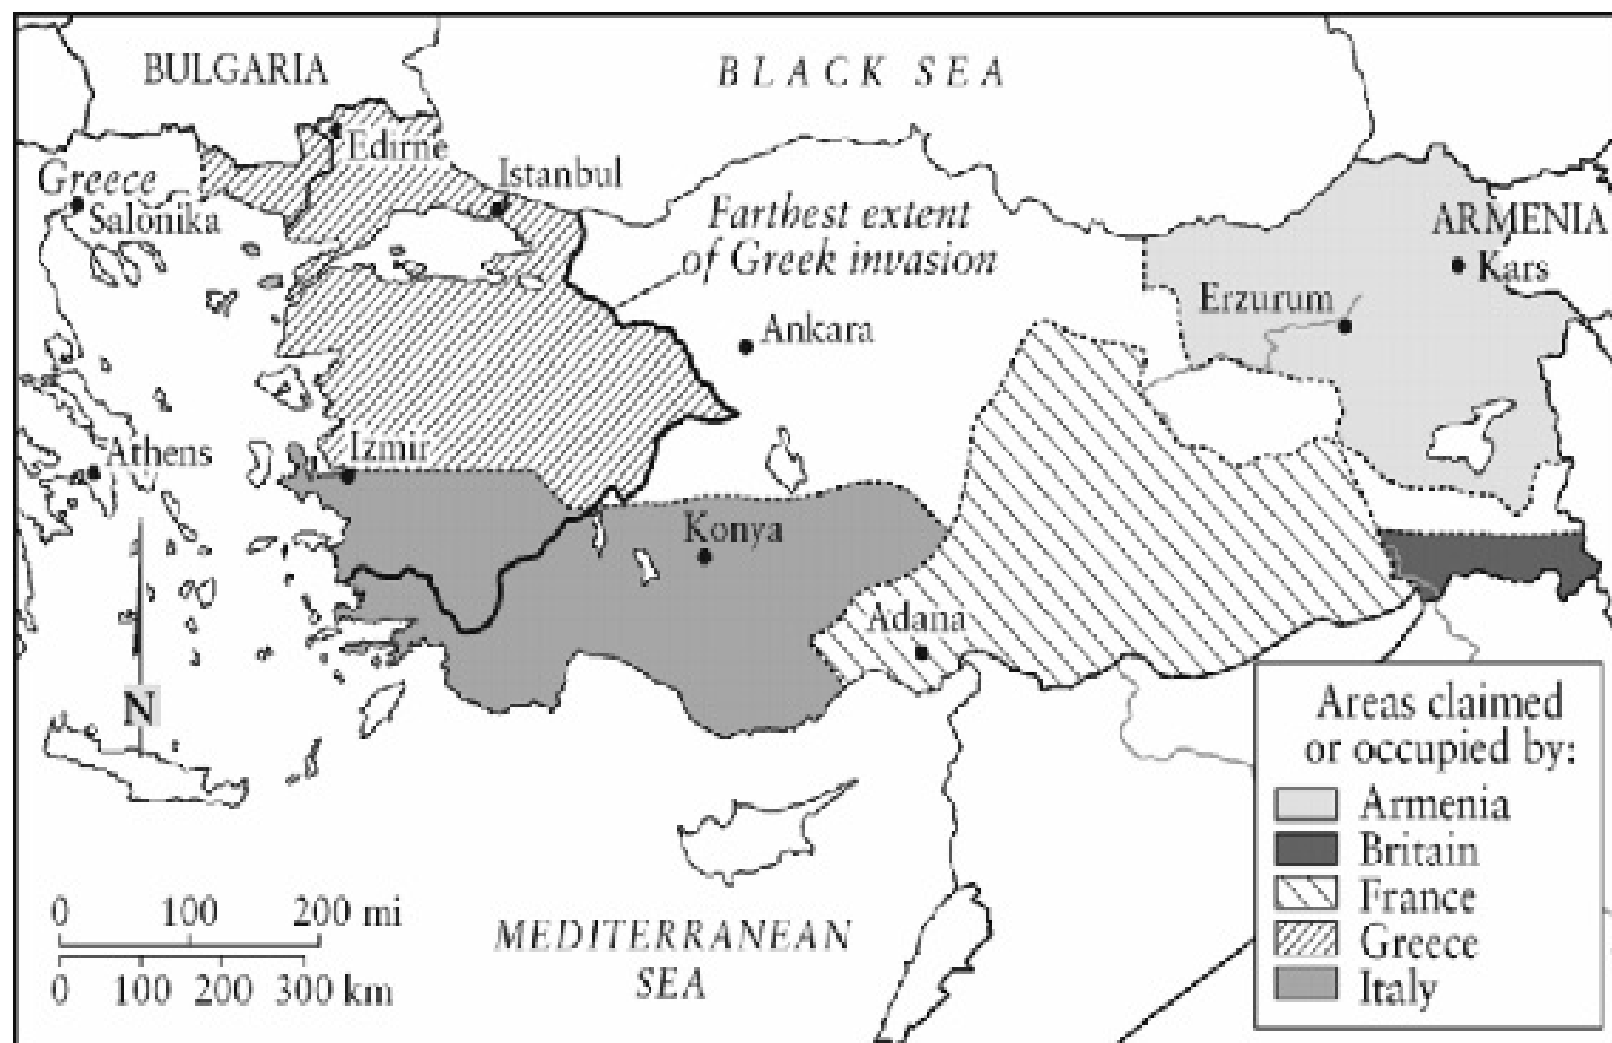 BULGARIA
BLACK SEA
Edirne
Istanbul
Greece
Salonika
Farthest extent
of Greek invasion
ARMENIA
Kars
Erzurum
Ankara
Athens
Izmir
Konya
Adana
N
MEDITERRANEAN
SEA
0 100 200 mi
0 100 200 300 km
Areas claimed
or occupied by:
Armenia
Britain
France
Greece
Italy